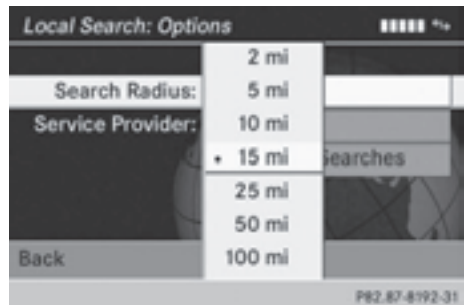 Local Search: Options
2 mi
Search Radius: 5 mi
Service Provider: 10 mi
• 15 mi earches
25 mi
50 mi
Back 100 mi
P82.87-8192-31